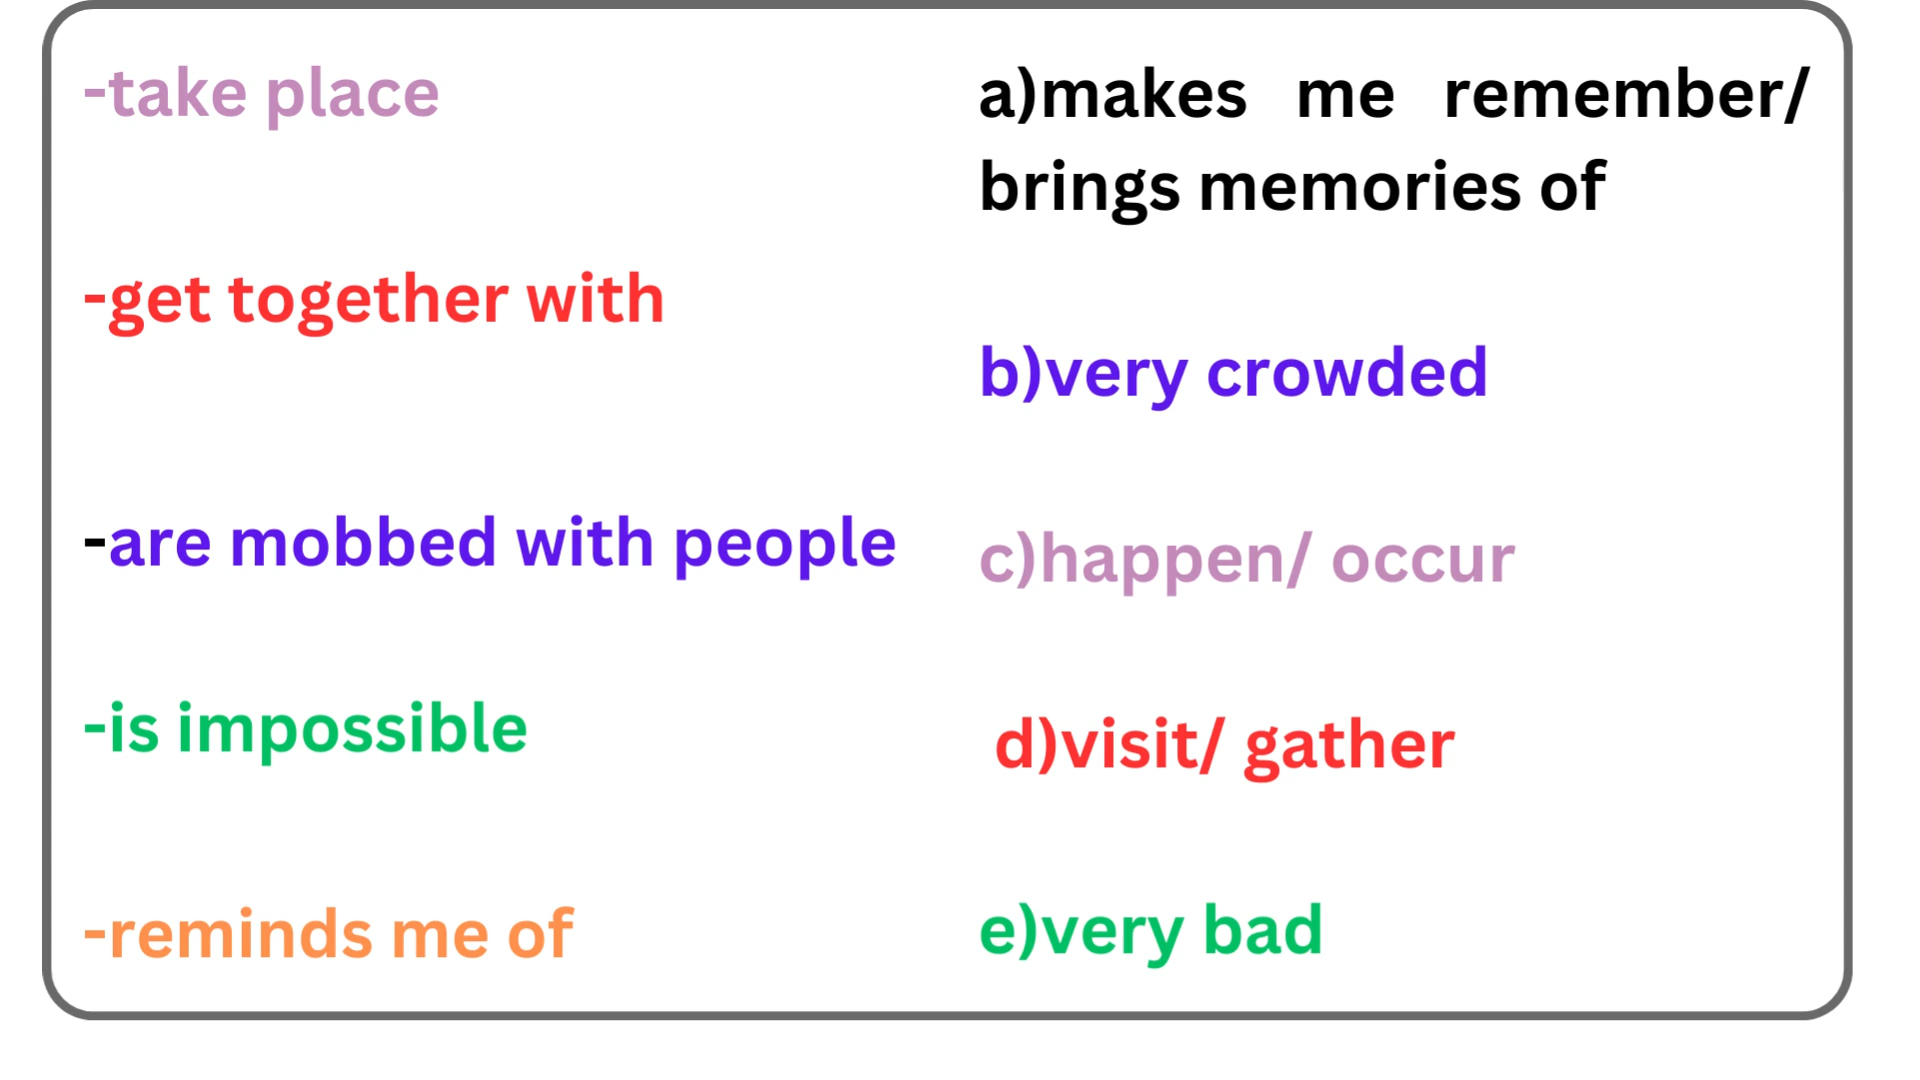 -take place
-get together with
-are mobbed with people
-is impossible
-reminds me of
a)makes me remember/
brings memories of
b)very crowded
c)happen/ occur
d)visit/ gather
e)very bad